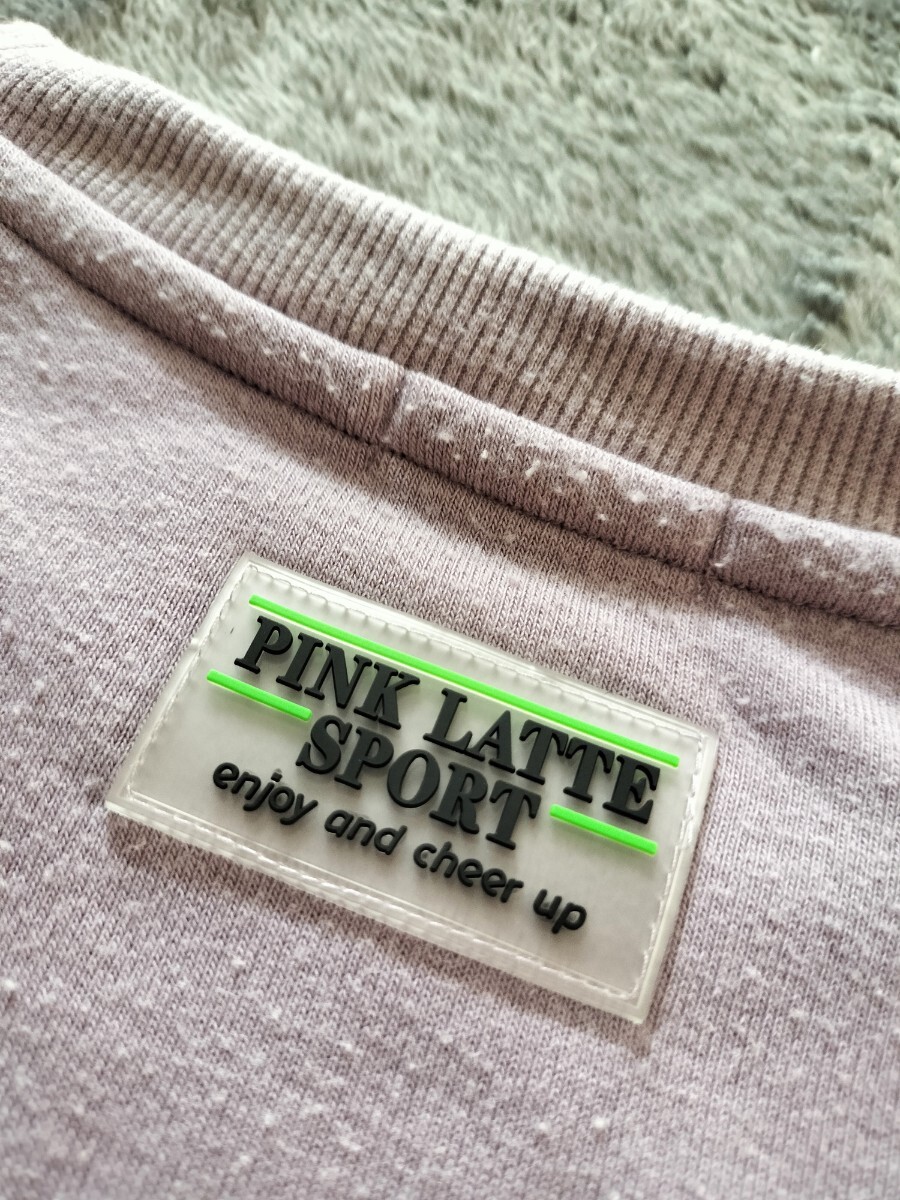 PINK LATTE
SPORT
enjoy and cheer up